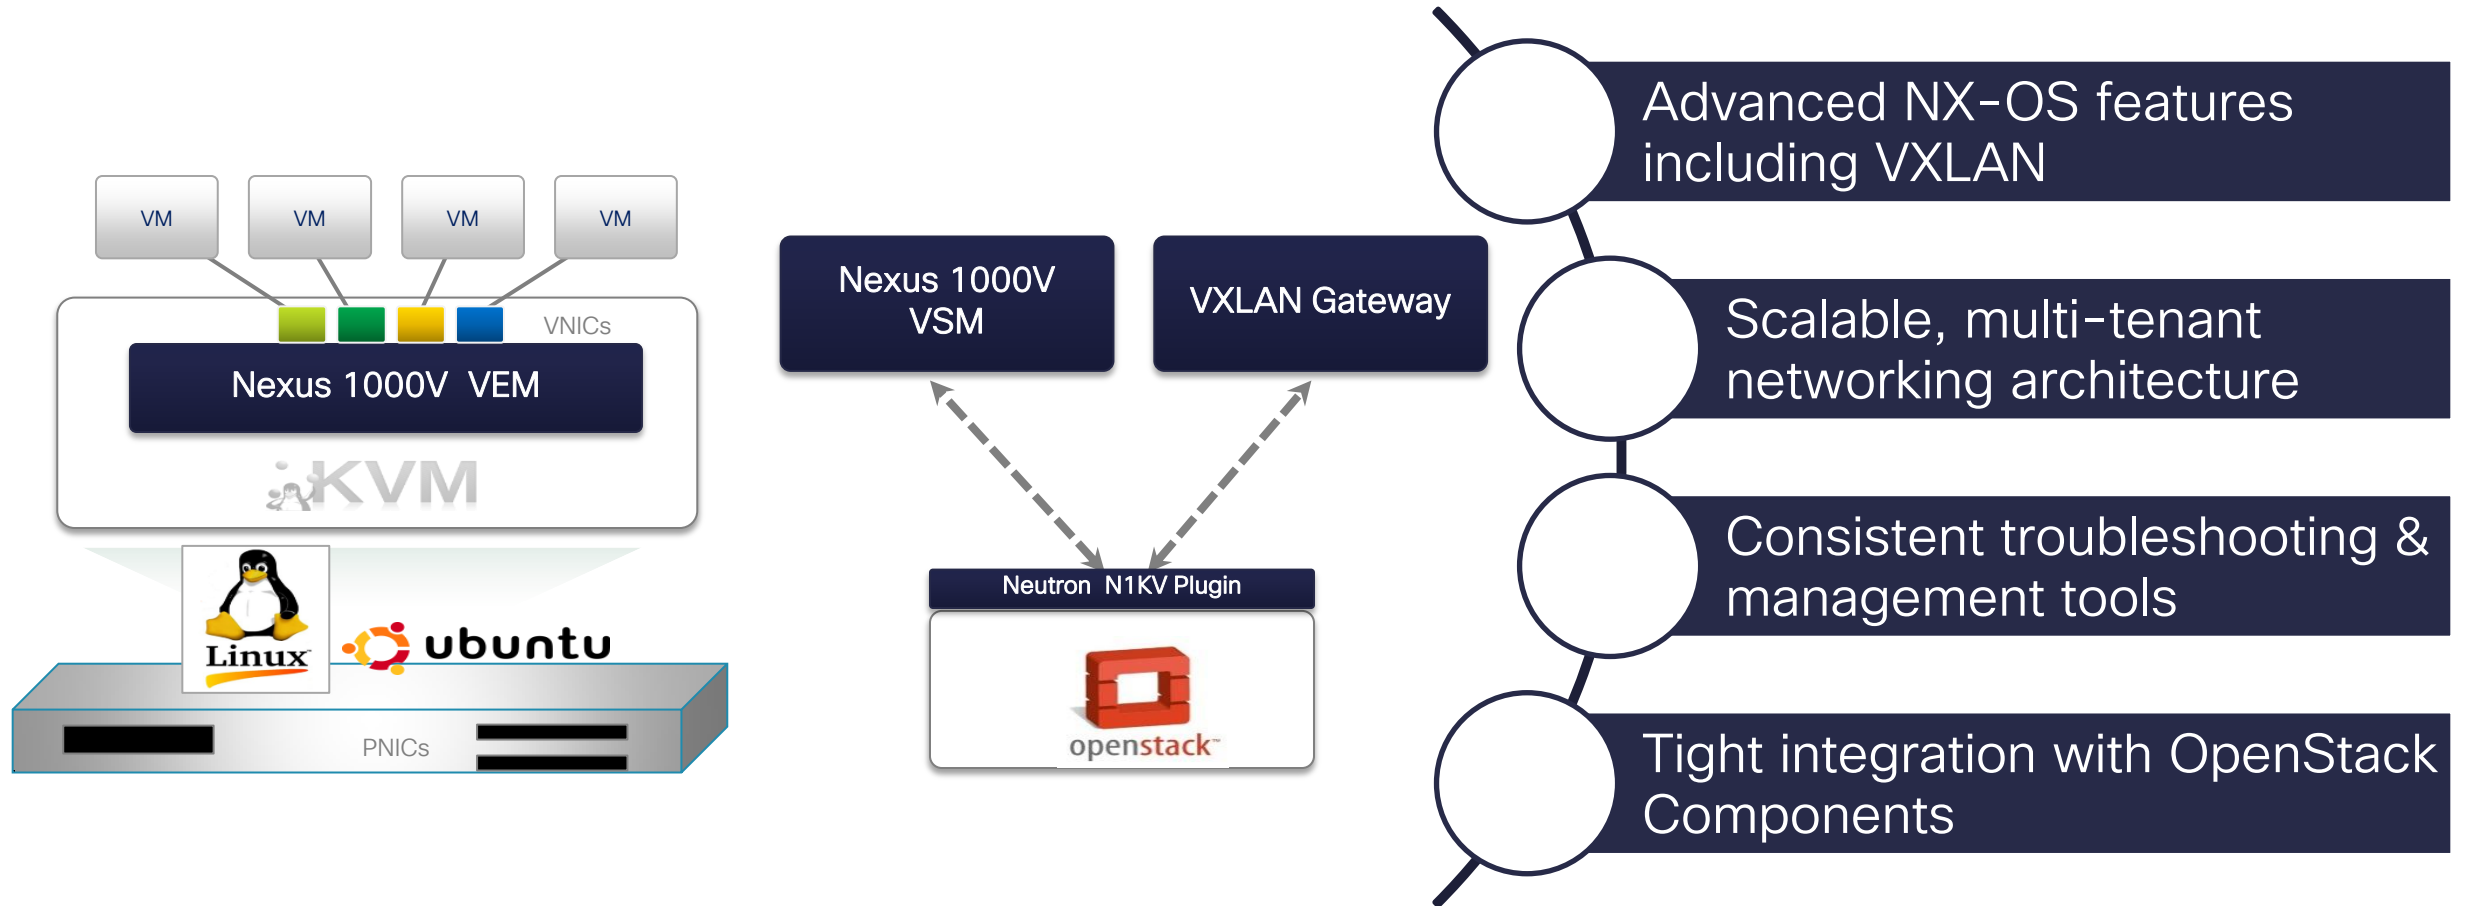 VM
VM
VM
VM
VNICs
Nexus 1000V VEM
KVM
Linux
ubuntu
PNICs
Nexus 1000V
VSM
VXLAN Gateway
Neutron N1KV Plugin
openstack™
Advanced NX-OS features
including VXLAN
Scalable, multi-tenant
networking architecture
Consistent troubleshooting &
management tools
Tight integration with OpenStack
Components